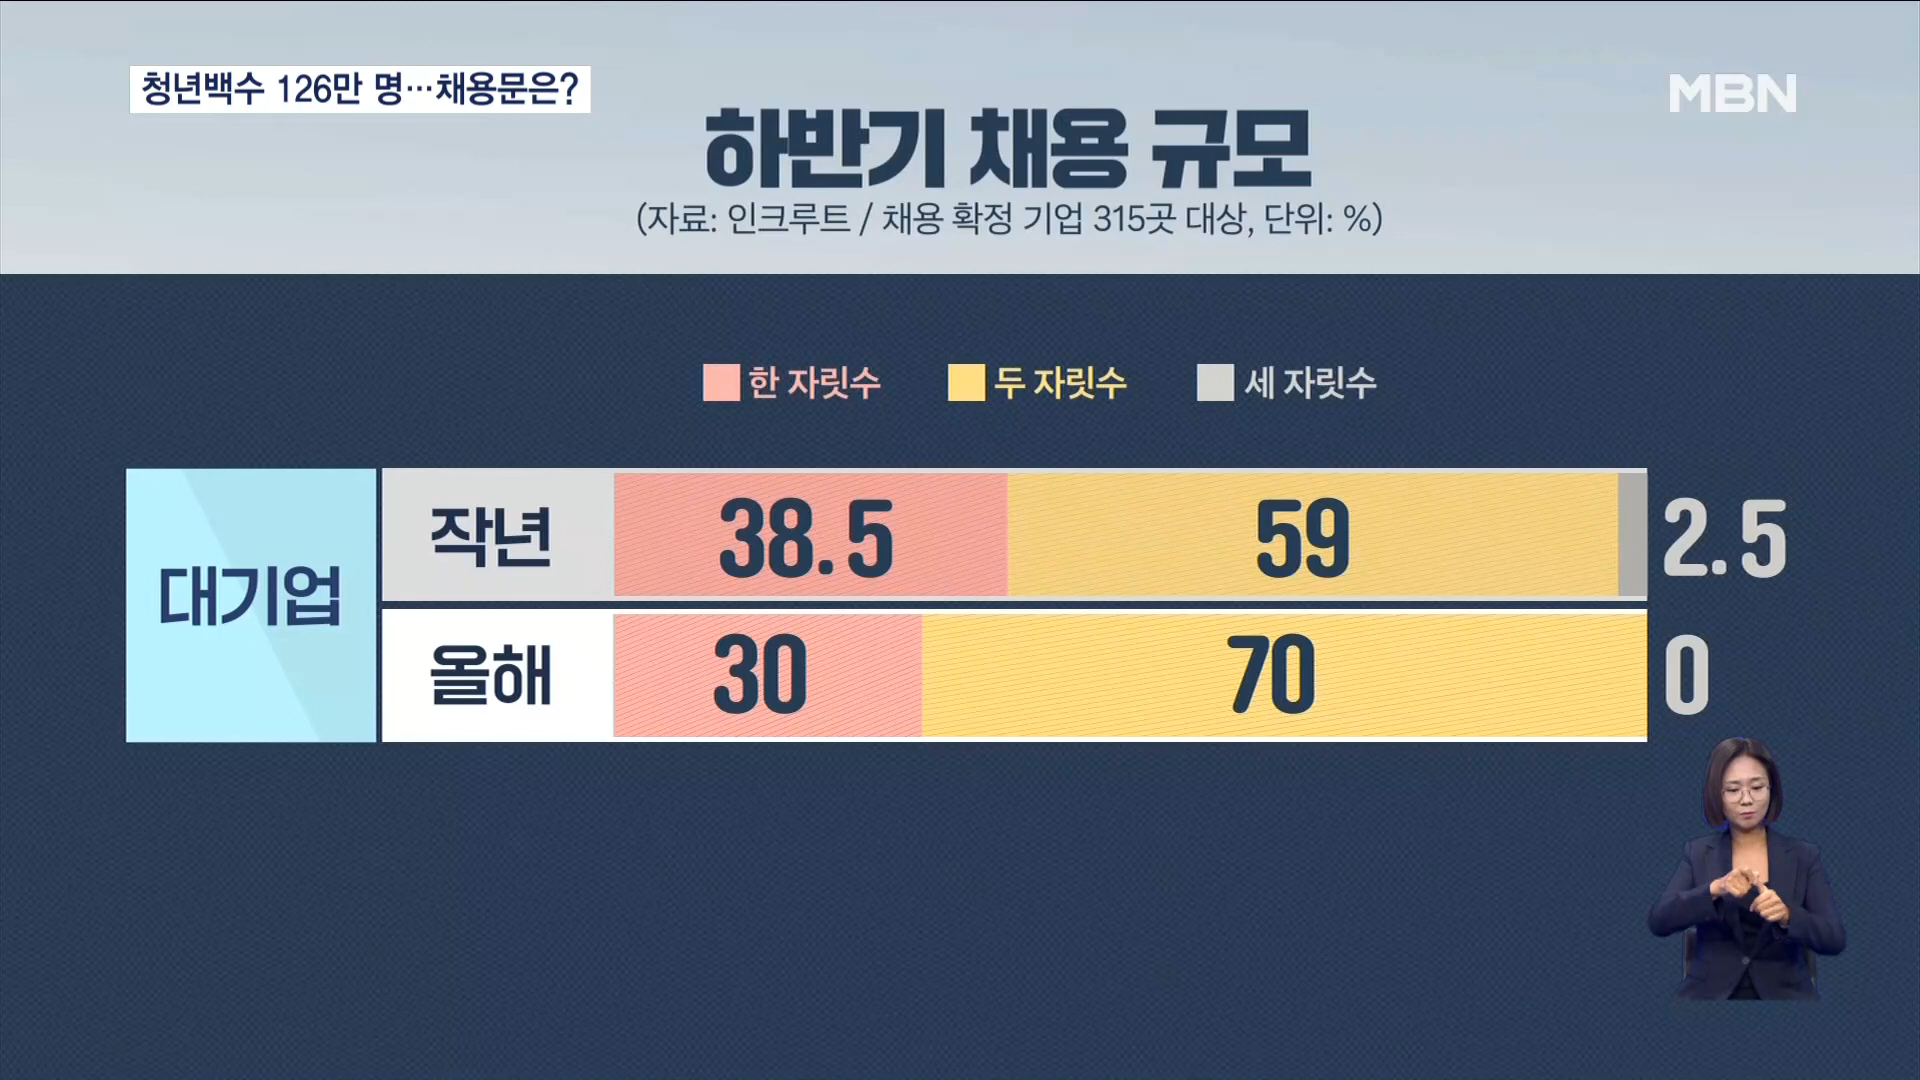 청년백수 126만 명…채용문은?
MBN
하반기 채용 규모
(자료: 인크루트 / 채용 확정 기업 315곳 대상, 단위: %)
한 자릿수 두 자릿수 세 자릿수
대기업
작년 38.5 59 2.5
올해 30 70 0